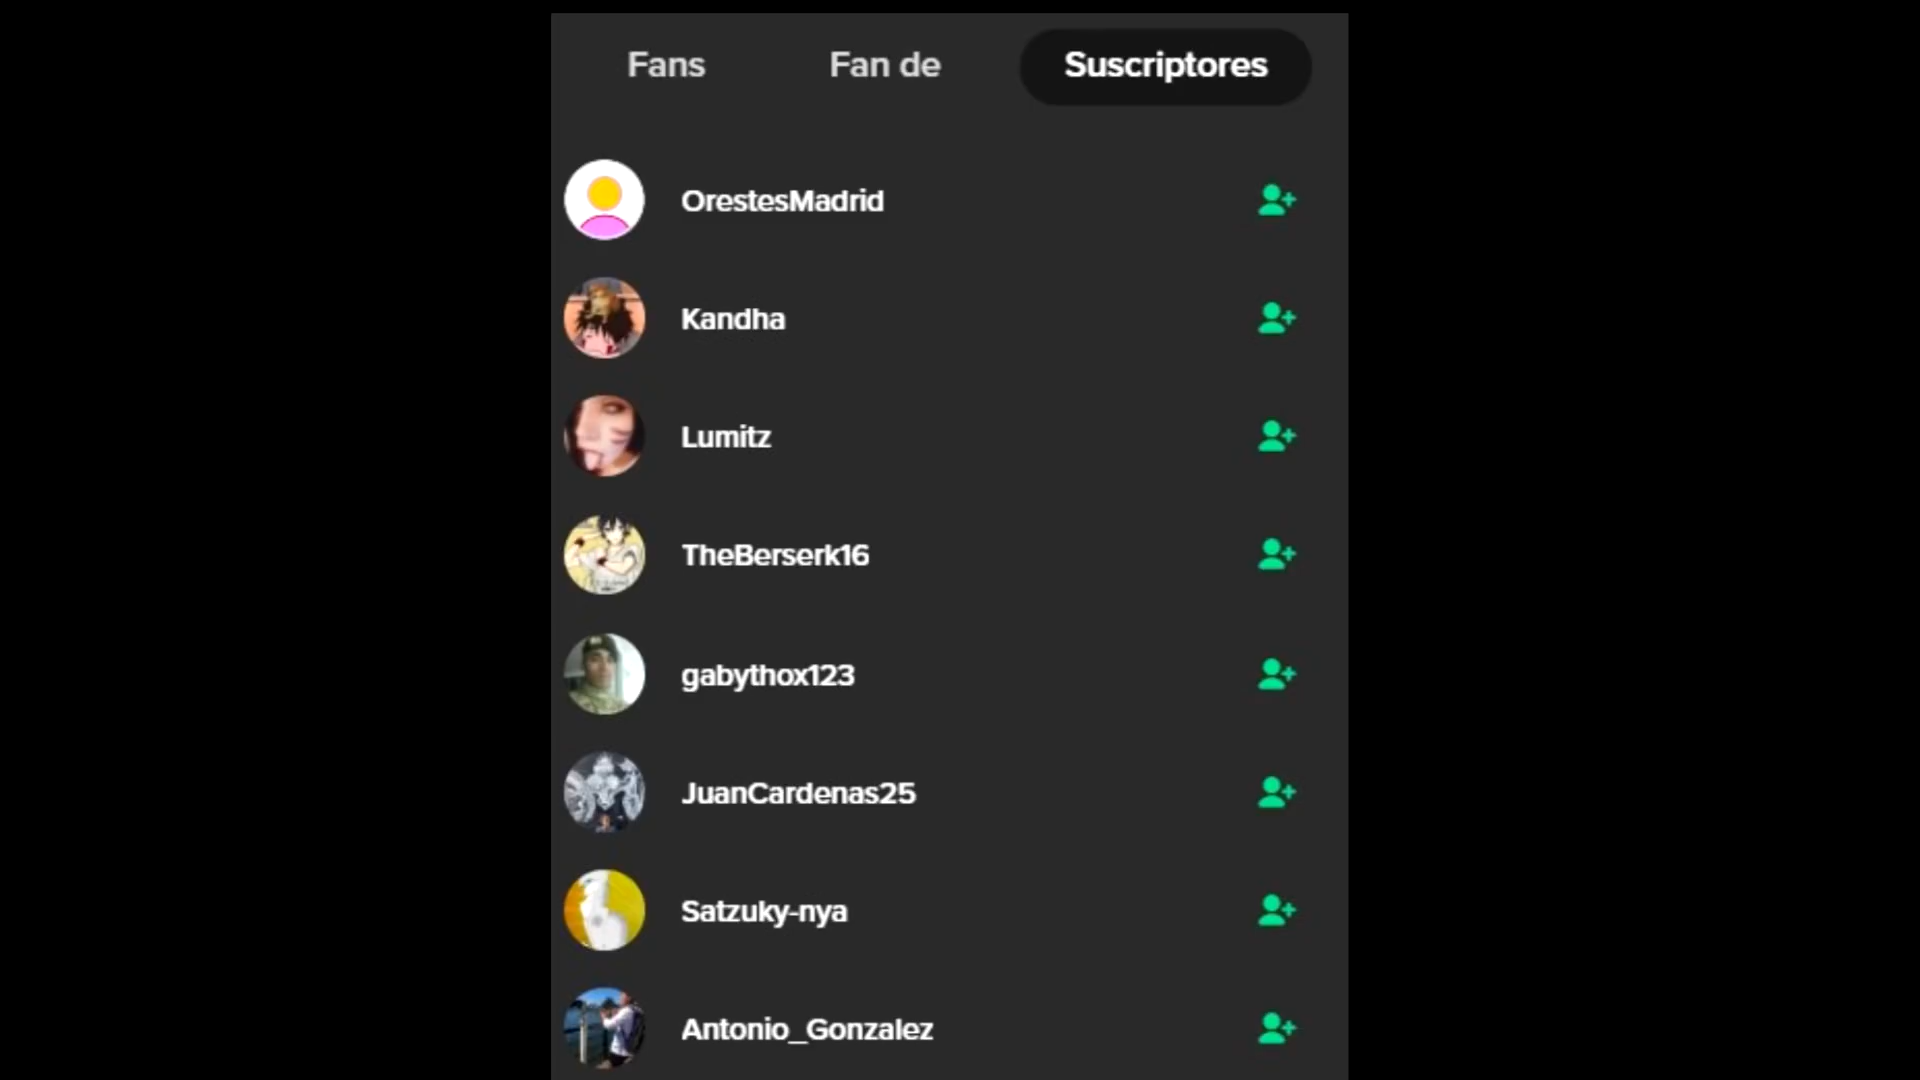 Fans Fan de Suscriptores
OrestesMadrid
Kandha
Lumitz
TheBerserk16
gabythox123
JuanCardenas25
Satzuky-nya
Antonio_Gonzalez